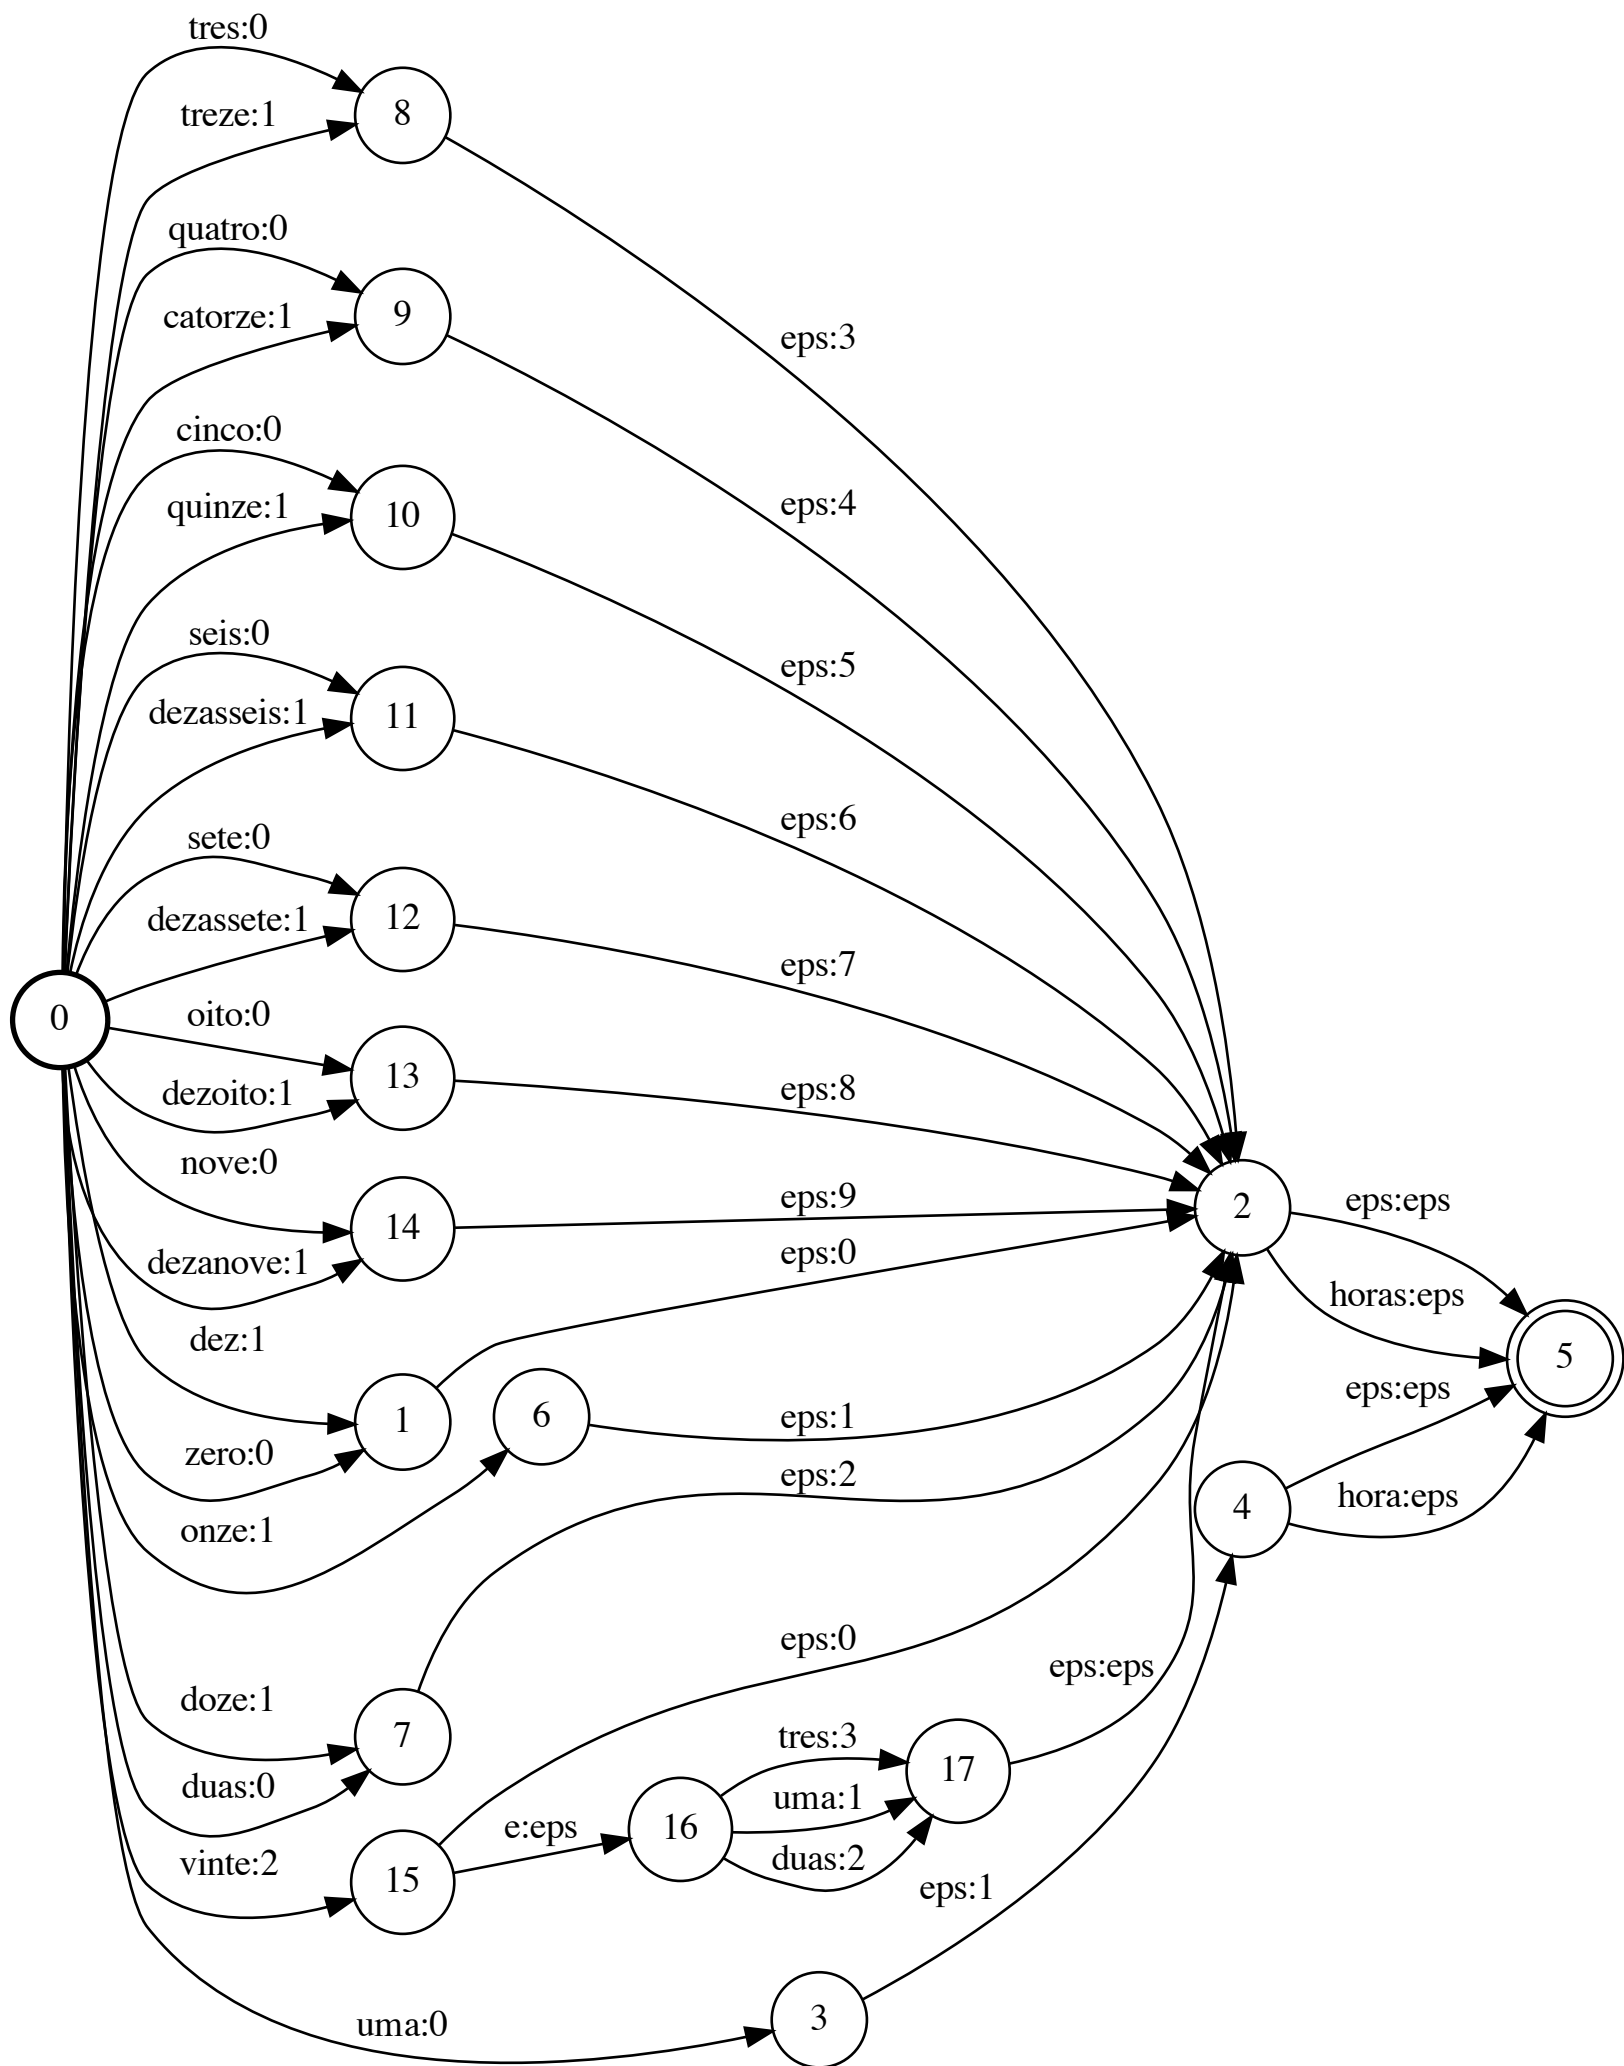 tres:0
8
treze:1
quatro:0
9
catorze:1
eps:3
cinco:0
quinze:1
10
eps:4
seis:0
eps:5
dezasseis:1
11
eps:6
sete:0
dezassete:1
12
eps:7
0
oito:0
13
dezoito:1
eps:8
nove:0
14
eps:9
2
eps:eps
dezanove:1
eps:0
horas:eps
dez:1
5
1
6
eps:1
eps:eps
zero:0
eps:2
4
hora:eps
onze:1
eps:0
eps:eps
doze:1
7
tres:3
17
duas:0
uma:1
e:eps
16
duas:2
vinte:2
15
eps:1
uma:0
3